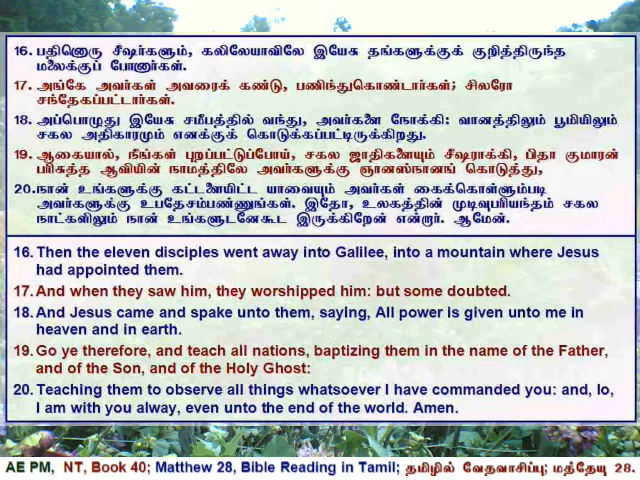 16. பதினொரு சீஷர்களும், கலிலேயாவிலே இயேசு தங்களுக்குக் குறித்திருந்த
மலைக்குப் போனார்கள்.
17. அங்கே அவர்கள் அவரைக் கண்டு, பணிந்துகொண்டார்கள்; சிலரோ
சந்தேகப்பட்டார்கள்.
18. அப்பொழுது இயேசு சமீபத்தில் வந்து, அவர்களை நோக்கி: வானத்திலும் பூமியிலும்
சகல அதிகாரமும் எனக்குக் கொடுக்கப்பட்டிருக்கிறது.
19. ஆகையால், நீங்கள் புறப்பட்டுப்போய், சகல ஜாதிகளையும் சீஷராக்கி, பிதா குமாரன்
பரிசுத்த ஆவியின் நாமத்திலே அவர்களுக்கு ஞானஸ்நானங் கொடுத்து,
20. நான் உங்களுக்கு கட்டளையிட்ட யாவையும் அவர்கள் கைக்கொள்ளும்படி
அவர்களுக்கு உபதேசம்பண்ணுங்கள். இதோ, உலகத்தின் முடிவுபரியந்தம் சகல
நாட்களிலும் நான் உங்களுடனேகூட இருக்கிறேன் என்றார். ஆமேன்.
16. Then the eleven disciples went away into Galilee, into a mountain where Jesus
had appointed them.
17. And when they saw him, they worshipped him: but some doubted.
18. And Jesus came and spake unto them, saying, All power is given unto me in
heaven and in earth.
19. Go ye therefore, and teach all nations, baptizing them in the name of the Father,
and of the Son, and of the Holy Ghost:
20. Teaching them to observe all things whatsoever I have commanded you: and, lo,
I am with you alway, even unto the end of the world. Amen.
AE PM, NT, Book 40; Matthew 28, Bible Reading in Tamil; தமிழில் வேதவாசிப்பு; மத்தேயு 28.